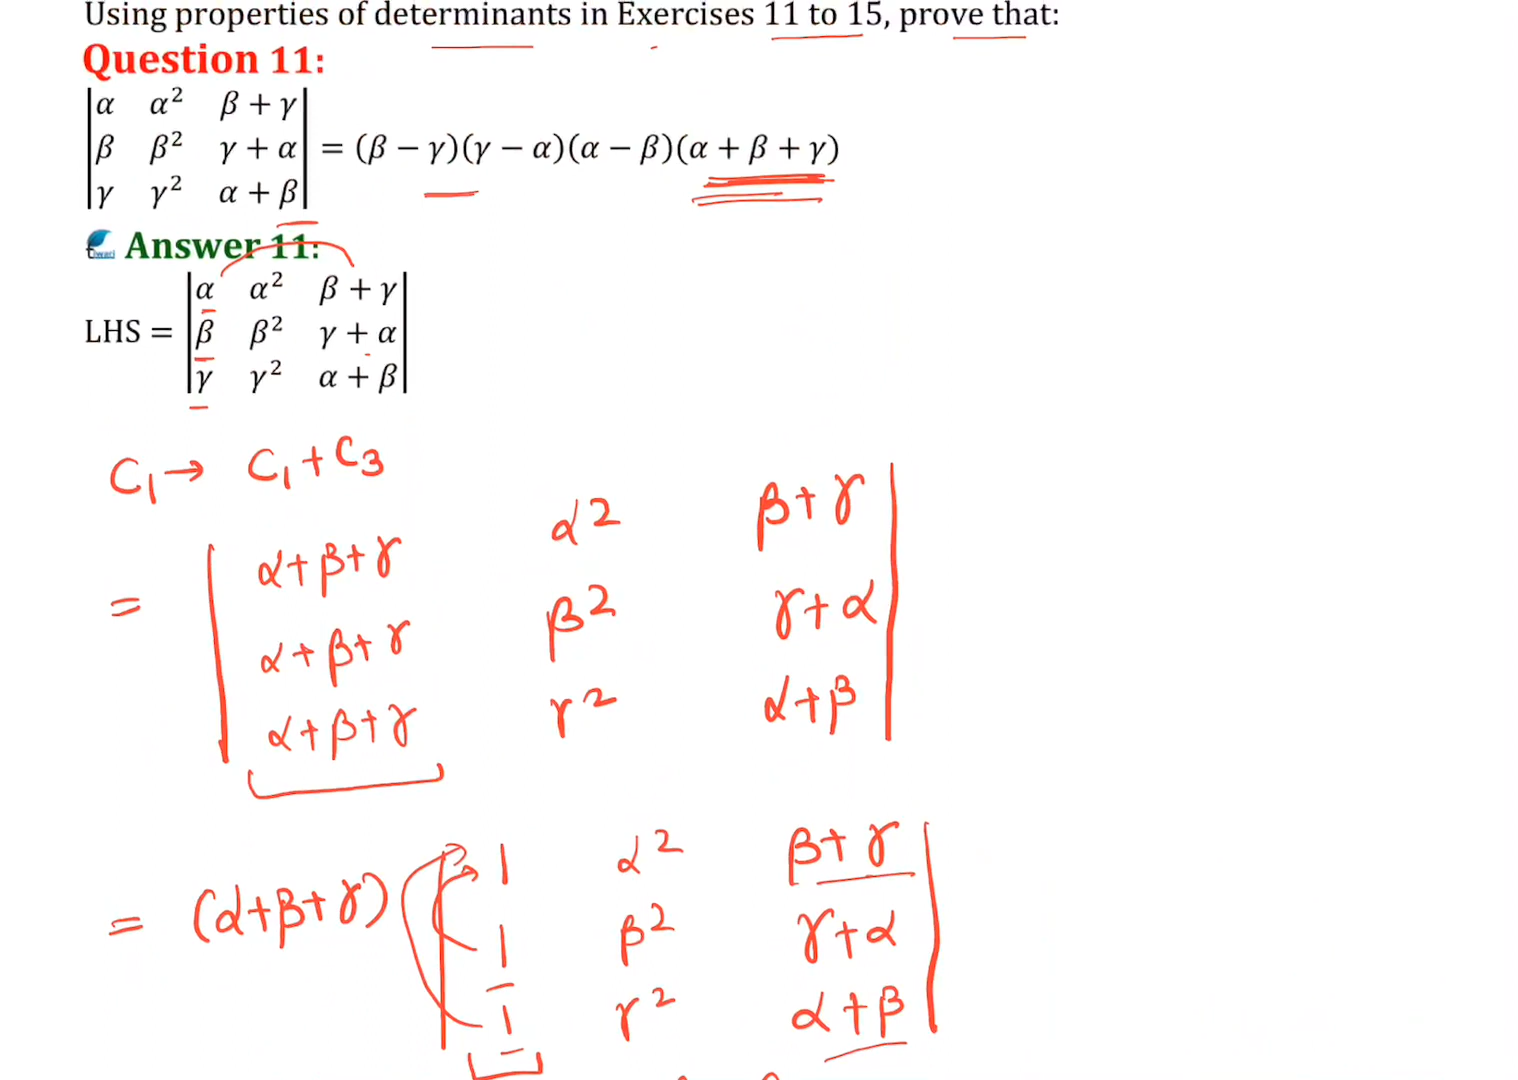 Using properties of determinants in Exercises 11 to 15, prove that:
Question 11:
|α α² β + γ|
|β β² γ + α| = (β − γ)(γ − α)(α − β)(α + β + γ)
|γ γ² α + β|
Answer 11:
|α α² β + γ|
LHS = |β β² γ + α|
|γ γ² α + β|
C₁ → C₁ + C₃
|α+β+γ α² β+γ|
= |α+β+γ β² γ+α|
|α+β+γ γ² α+β|
|1 α² β+γ|
= (α+β+γ) |1 β² γ+α|
|1 γ² α+β|